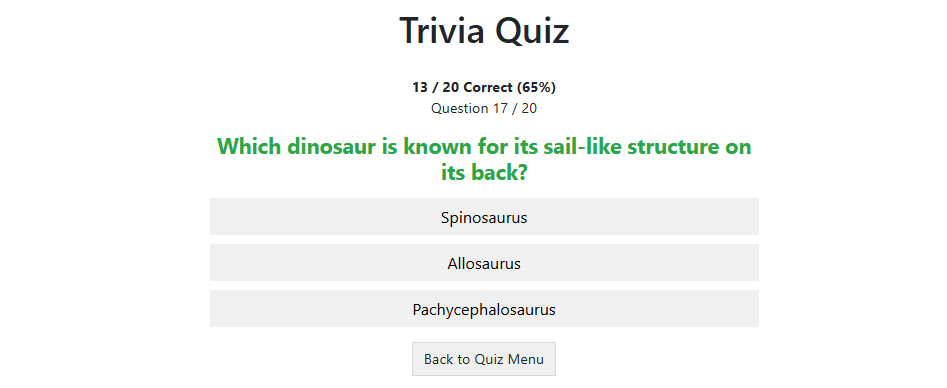 Trivia Quiz
13 / 20 Correct (65%)
Question 17 / 20
Which dinosaur is known for its sail-like structure on
its back?
Spinosaurus
Allosaurus
Pachycephalosaurus
Back to Quiz Menu